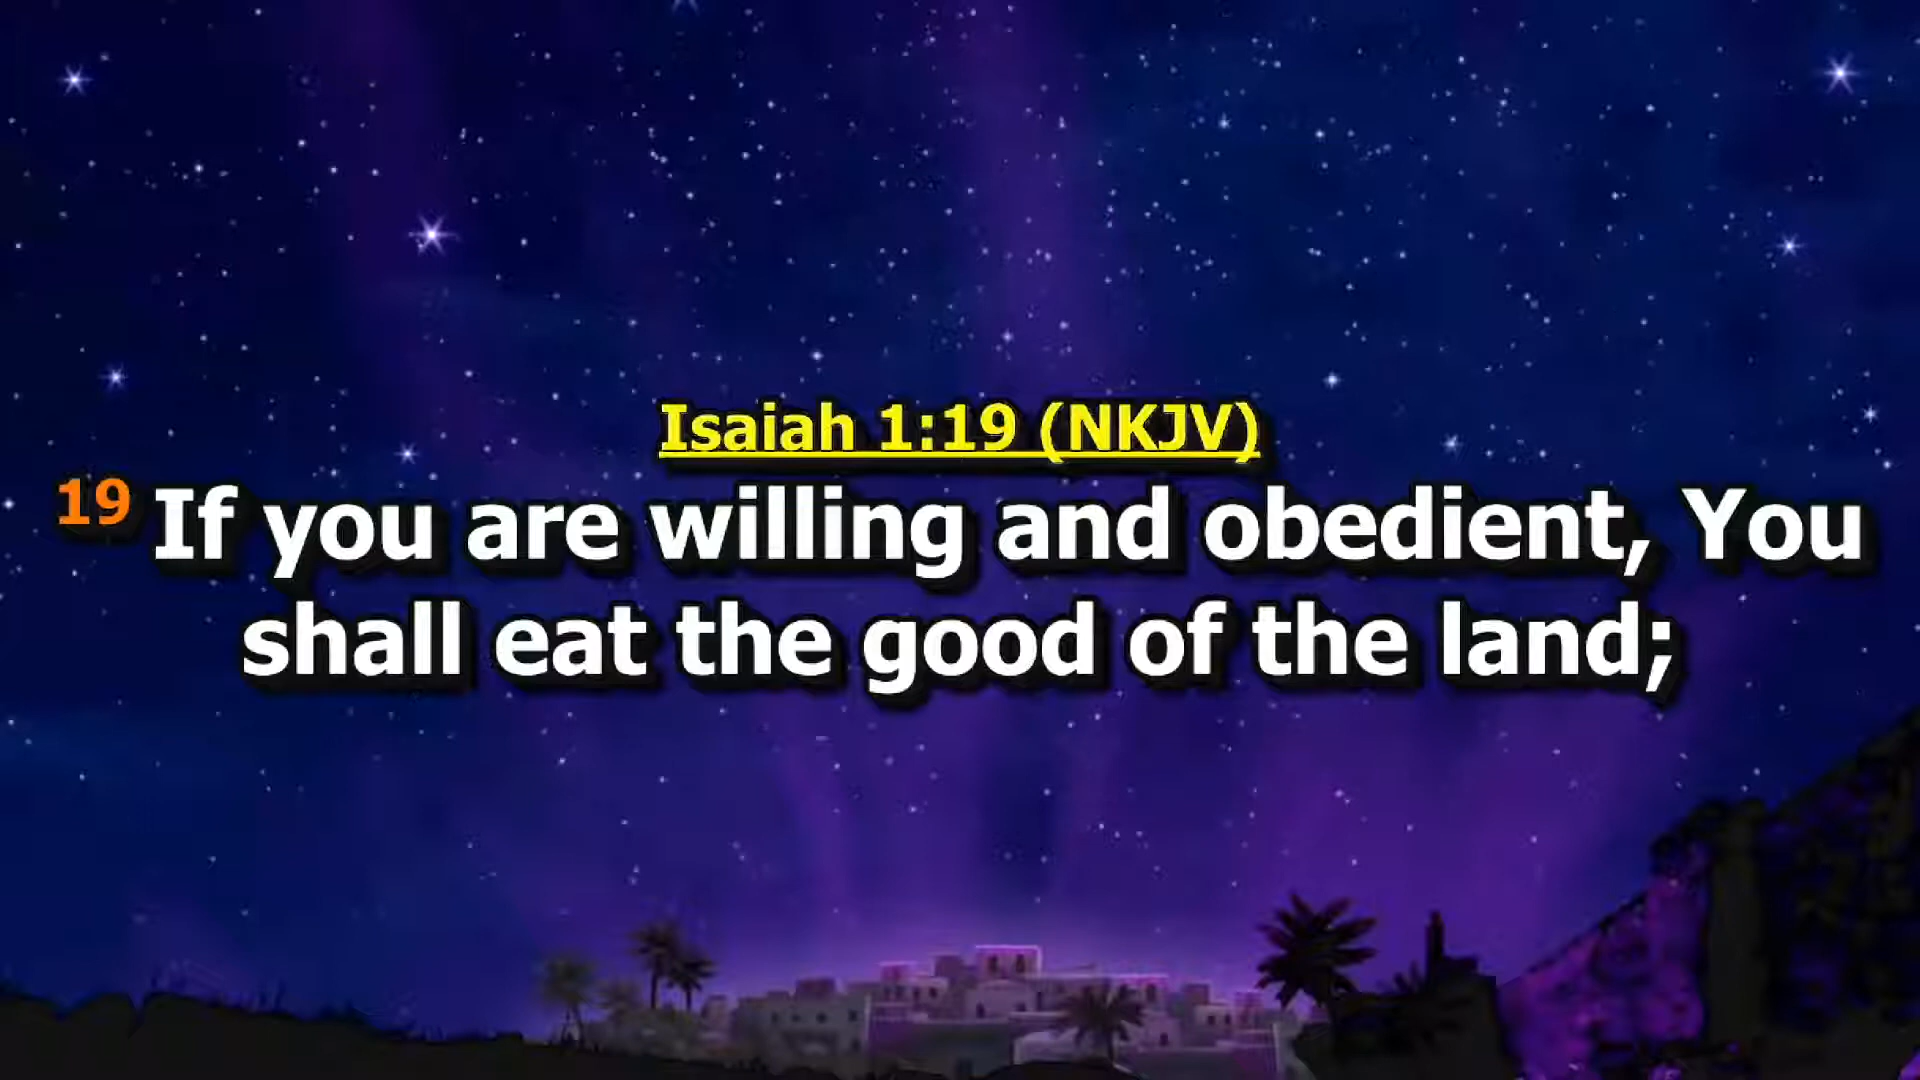 Isaiah 1:19 (NKJV)
19 If you are willing and obedient, You
shall eat the good of the land;